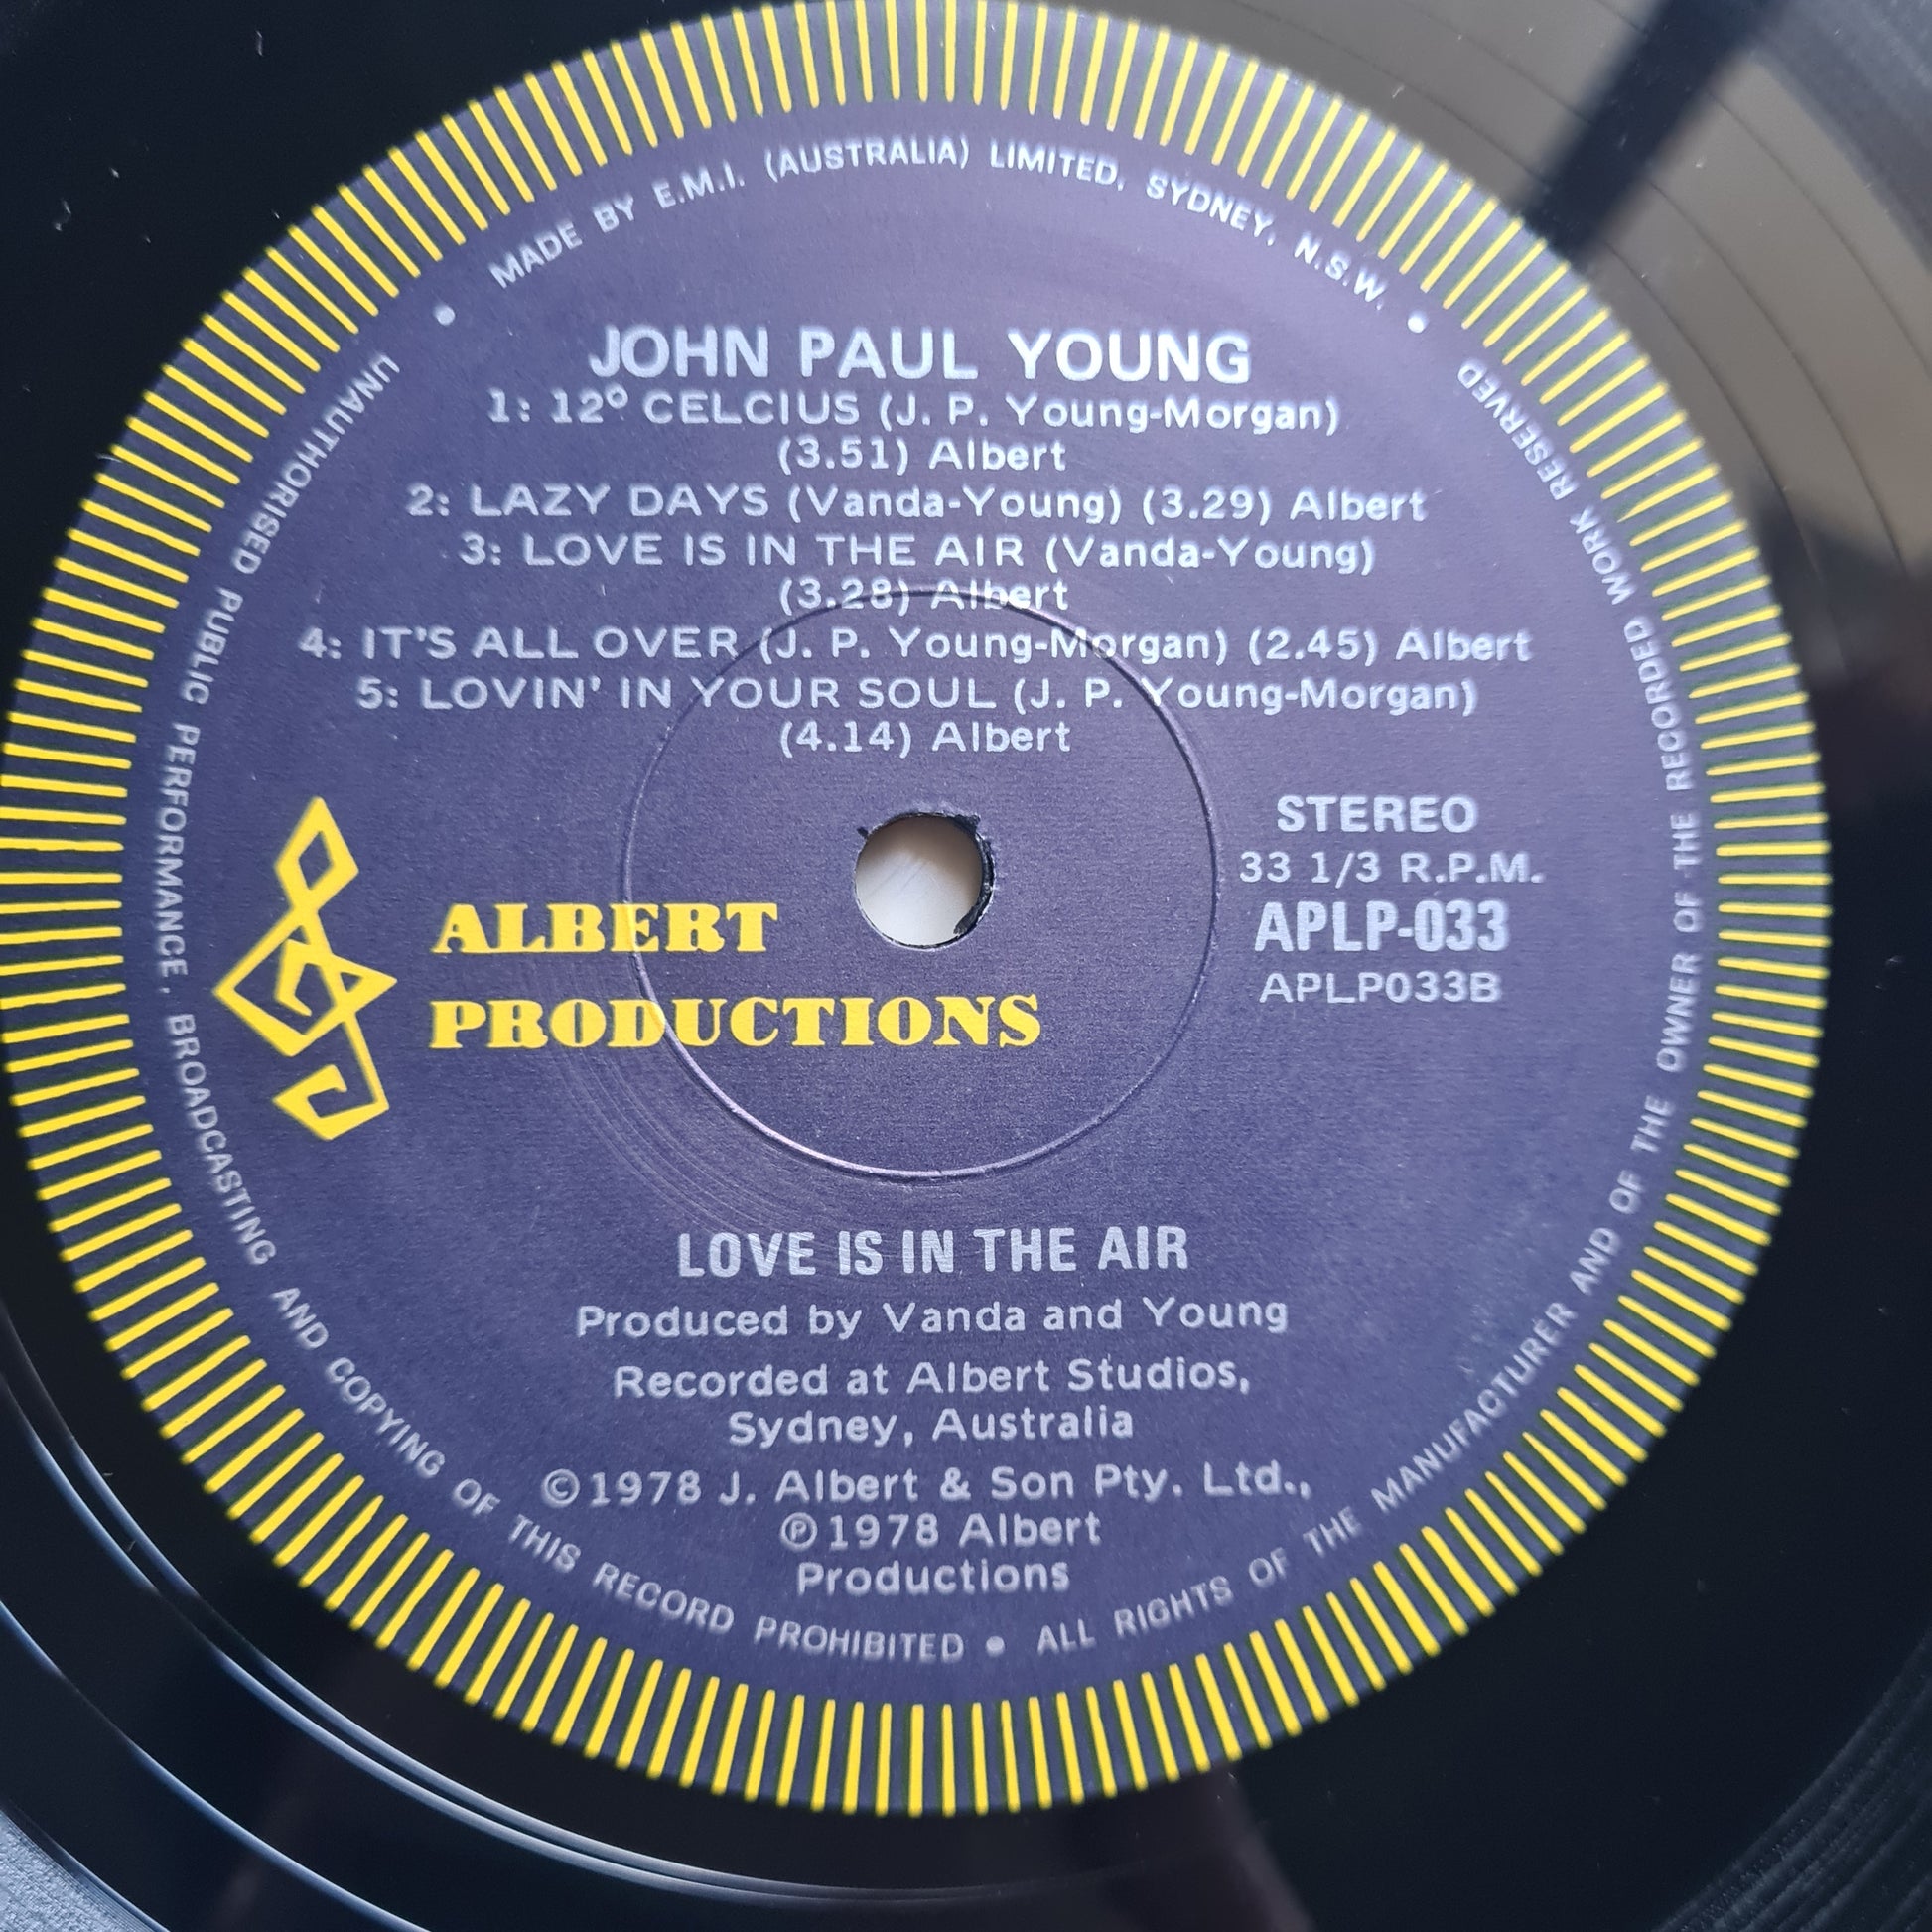 MADE BY E.M.I. (AUSTRALIA) LIMITED, SYDNEY, N.S.W.
JOHN PAUL YOUNG
1: 12º CELCIUS (J. P. Young-Morgan)
(3.51) Albert
2: LAZY DAYS (Vanda-Young) (3.29) Albert
3: LOVE IS IN THE AIR (Vanda-Young)
(3.28) Albert
4: IT'S ALL OVER (J. P. Young-Morgan) (2.45) Albert
5: LOVIN' IN YOUR SOUL (J. P. Young-Morgan)
(4.14) Albert
STEREO
33 1/3 R.P.M.
APLP-033
APLP033B
ALBERT
PRODUCTIONS
LOVE IS IN THE AIR
Produced by Vanda and Young
Recorded at Albert Studios,
Sydney, Australia
©1978 J. Albert & Son Pty. Ltd.,
℗1978 Albert
Productions
UNAUTHORISED PUBLIC PERFORMANCE, BROADCASTING AND COPYING OF THIS RECORD PROHIBITED • ALL RIGHTS OF THE MANUFACTURER AND OF THE OWNER OF THE RECORDED WORK RESERVED